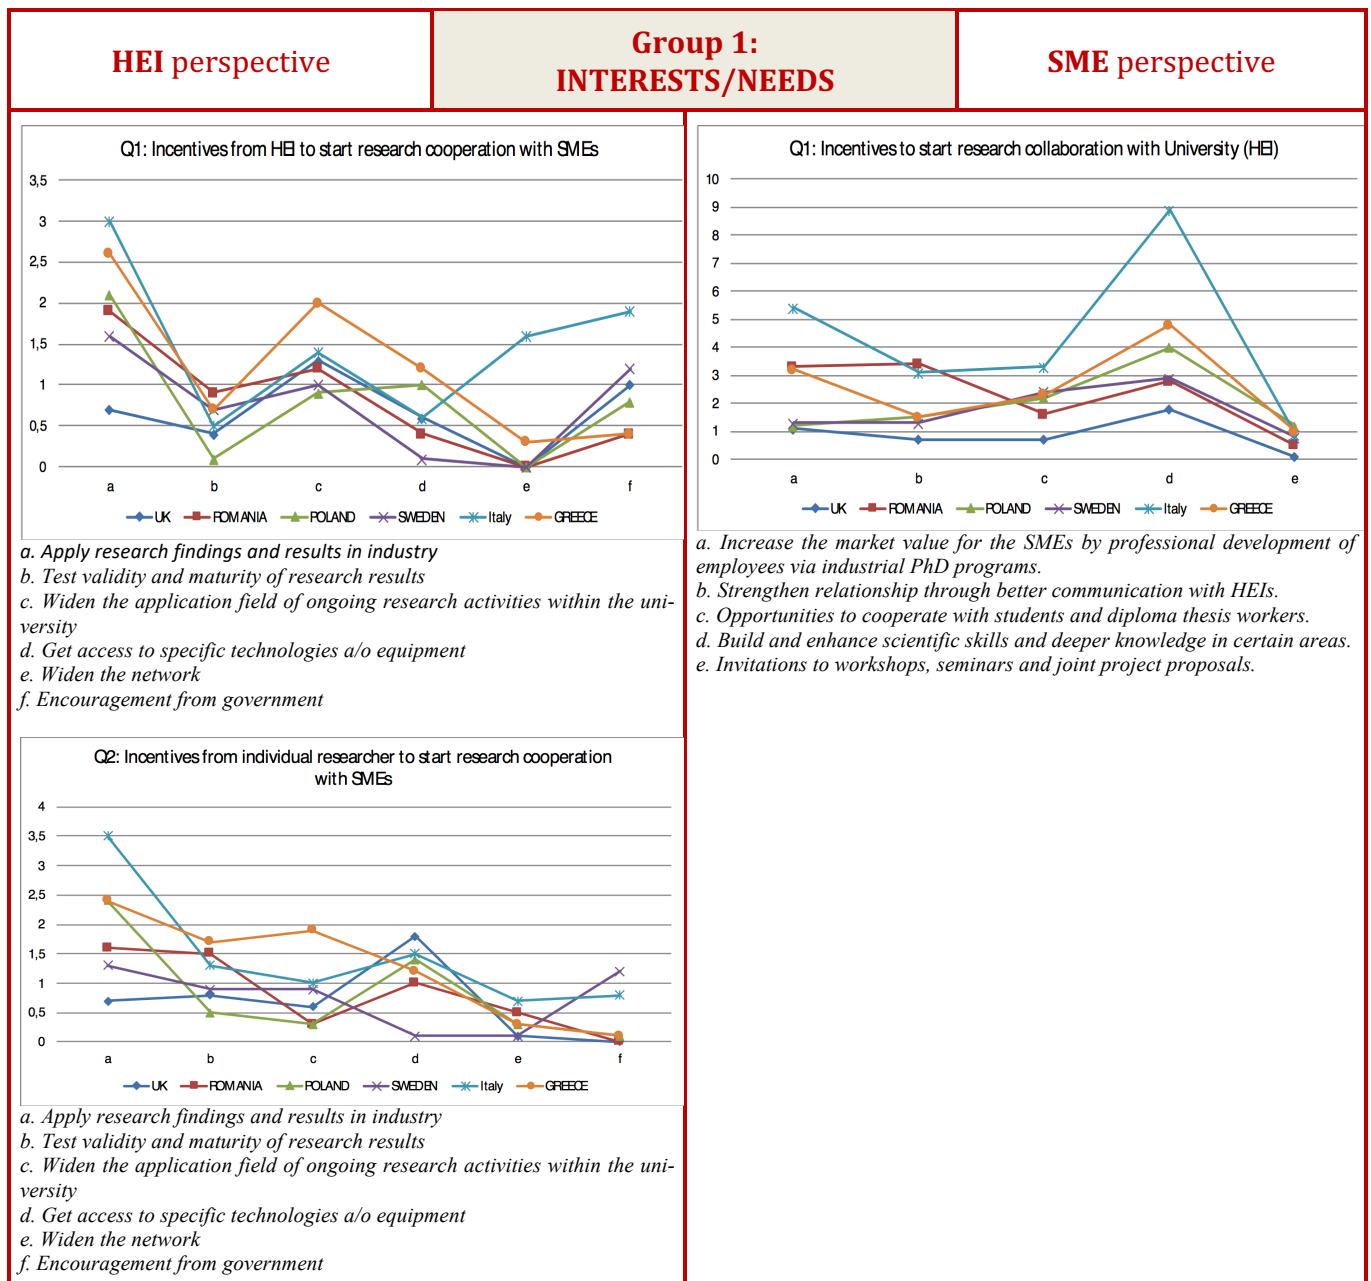 HEI perspective
Group 1:
INTERESTS/NEEDS
SME perspective
Q1: Incentives from HEI to start research cooperation with SMEs
3,5
3
2,5
2
1,5
1
0,5
0
a b c d e f
UK ROMANIA POLAND SWEDEN Italy GREECE
a. Apply research findings and results in industry
b. Test validity and maturity of research results
c. Widen the application field of ongoing research activities within the uni-
versity
d. Get access to specific technologies a/o equipment
e. Widen the network
f. Encouragement from government
Q2: Incentives from individual researcher to start research cooperation
with SMEs
4
3,5
3
2,5
2
1,5
1
0,5
0
a b c d e f
UK ROMANIA POLAND SWEDEN Italy GREECE
a. Apply research findings and results in industry
b. Test validity and maturity of research results
c. Widen the application field of ongoing research activities within the uni-
versity
d. Get access to specific technologies a/o equipment
e. Widen the network
f. Encouragement from government
Q1: Incentives to start research collaboration with University (HEI)
10
9
8
7
6
5
4
3
2
1
0
a b c d e
UK ROMANIA POLAND SWEDEN Italy GREECE
a. Increase the market value for the SMEs by professional development of
employees via industrial PhD programs.
b. Strengthen relationship through better communication with HEIs.
c. Opportunities to cooperate with students and diploma thesis workers.
d. Build and enhance scientific skills and deeper knowledge in certain areas.
e. Invitations to workshops, seminars and joint project proposals.